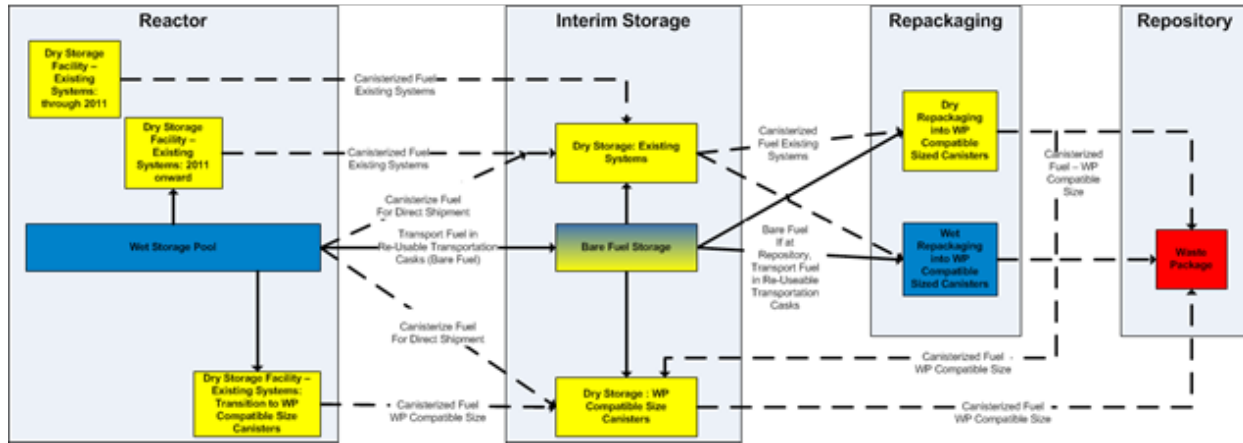 Reactor
Interim Storage
Repackaging
Repository
Dry Storage
Facility –
Existing
Systems:
through 2011
Canisterized Fuel
Existing Systems
Dry Storage
Facility –
Existing
Systems: 2011
onward
Canisterized Fuel
Existing Systems
Dry Storage: Existing
Systems
Canisterized
Fuel Existing
Systems
Dry
Repackaging
into WP
Compatible
Sized Canisters
Canisterized
Fuel – WP
Compatible
Size
Canisterize Fuel
For Direct Shipment
Wet Storage Pool
Transport Fuel in
Re-Usable Transportation
Casks (Bare Fuel)
Bare Fuel Storage
Bare Fuel
If at
Repository,
Transport Fuel
in Re-Useable
Transportation
Casks
Wet
Repackaging
into WP
Compatible
Sized Canisters
Waste
Package
Canisterize Fuel
For Direct Shipment
Dry Storage Facility –
Existing Systems:
Transition to WP
Compatible Size
Canisters
Canisterized Fuel
WP Compatible Size
Dry Storage : WP
Compatible Size
Canisters
Canisterized Fuel
WP Compatible Size
Canisterized Fuel
WP Compatible Size